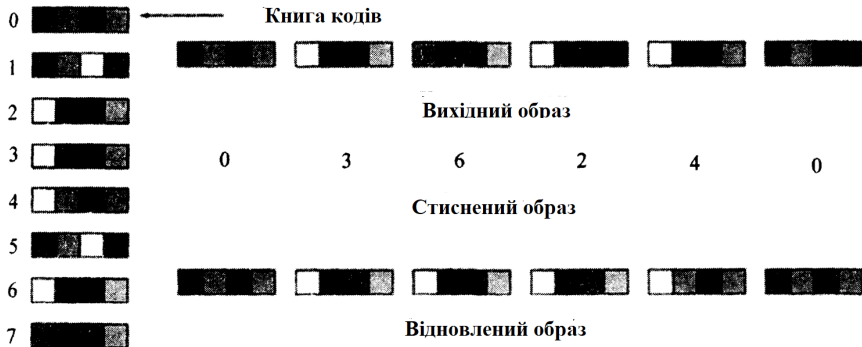 0 Книга кодів
1
2
Вихідний образ
3 0 3 6 2 4 0
4 Стиснений образ
5
6
7 Відновлений образ